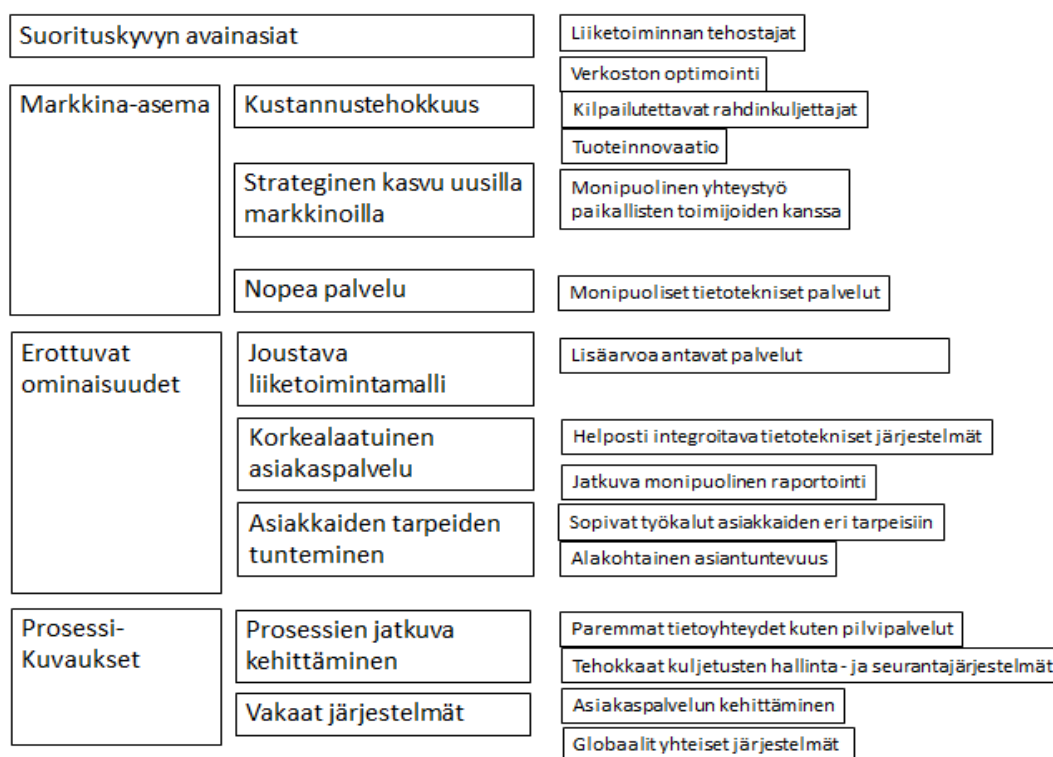 Suorituskyvyn avainasiat
Liiketoiminnan tehostajat
Verkoston optimointi
Markkina-asema
Kustannustehokkuus
Kilpailutettavat rahdinkuljettajat
Tuoteinnovaatio
Strateginen kasvu uusilla
markkinoilla
Monipuolinen yhteystyö
paikallisten toimijoiden kanssa
Nopea palvelu
Monipuoliset tietotekniset palvelut
Erottuvat
ominaisuudet
Joustava
liiketoimintamalli
Lisäarvoa antavat palvelut
Korkealaatuinen
asiakaspalvelu
Helposti integroitava tietotekniset järjestelmät
Jatkuva monipuolinen raportointi
Asiakkaiden tarpeiden
tunteminen
Sopivat työkalut asiakkaiden eri tarpeisiin
Alakohtainen asiantuntevuus
Prosessi-
Kuvaukset
Prosessien jatkuva
kehittäminen
Paremmat tietoyhteydet kuten pilvipalvelut
Tehokkaat kuljetusten hallinta - ja seurantajärjestelmät
Vakaat järjestelmät
Asiakaspalvelun kehittäminen
Globaalit yhteiset järjestelmät